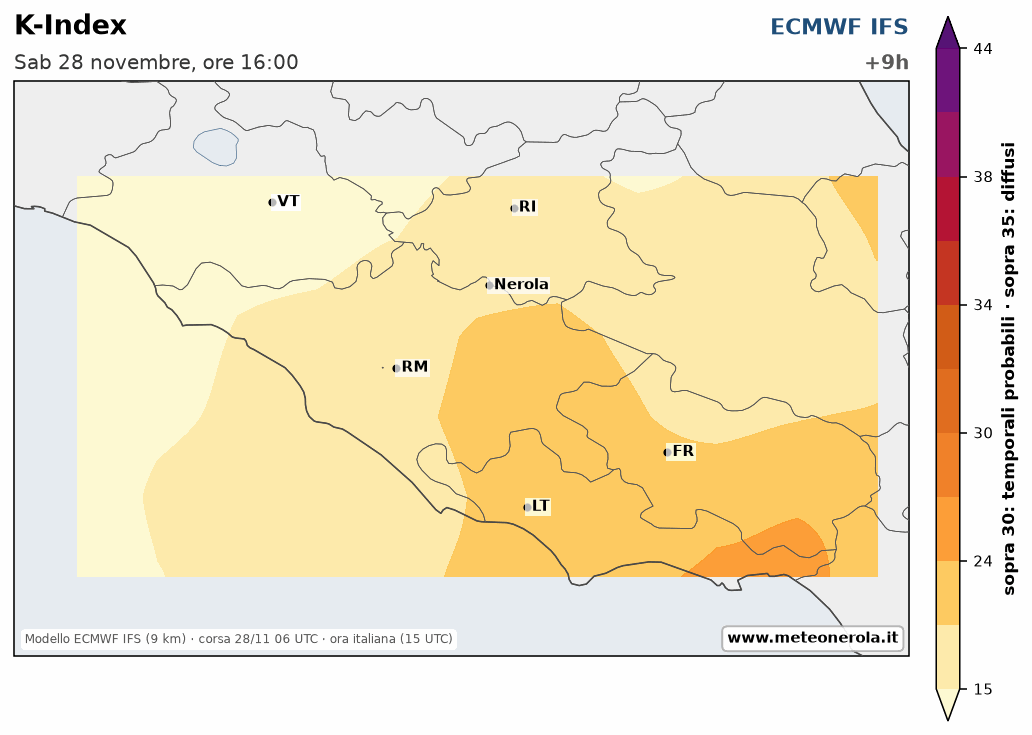 K-Index
ECMWF IFS
Sab 28 novembre, ore 16:00
+9h
VT
RI
Nerola
RM
FR
LT
Modello ECMWF IFS (9 km) · corsa 28/11 06 UTC · ora italiana (15 UTC)
www.meteonerola.it
44
38
34
30
24
15
sopra 30: temporali probabili · sopra 35: diffusi